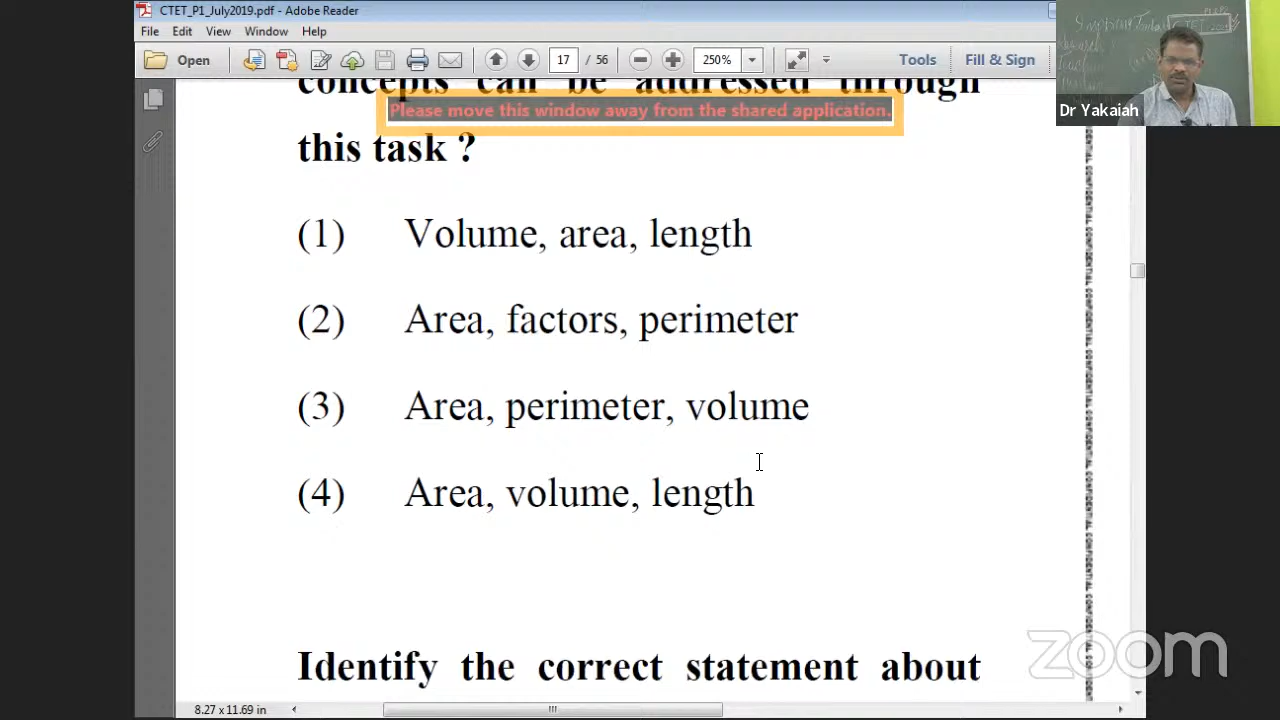 CTET_P1_July2019.pdf - Adobe Reader
File Edit View Window Help
Open 17 / 56 250% Tools Fill & Sign
Dr Yakaiah
concepts can be addressed through
Please move this window away from the shared application.
this task ?
(1) Volume, area, length
(2) Area, factors, perimeter
(3) Area, perimeter, volume
(4) Area, volume, length
Identify the correct statement about
zoom
8.27 x 11.69 in